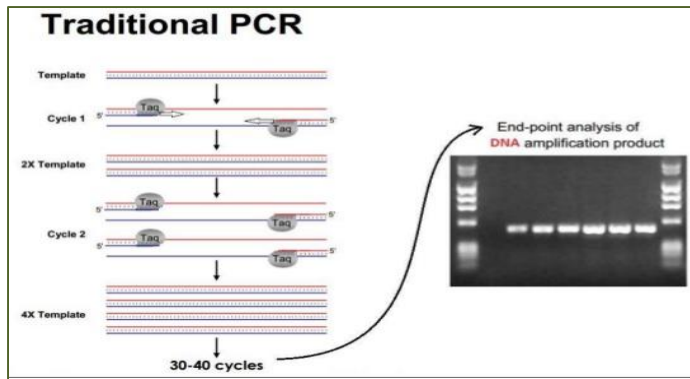 Traditional PCR
Template
Taq
5'
Cycle 1
5'
Taq
2X Template
Taq
5'
Taq
5'
Cycle 2
Taq
5'
Taq
5'
4X Template
30-40 cycles
End-point analysis of
DNA amplification product